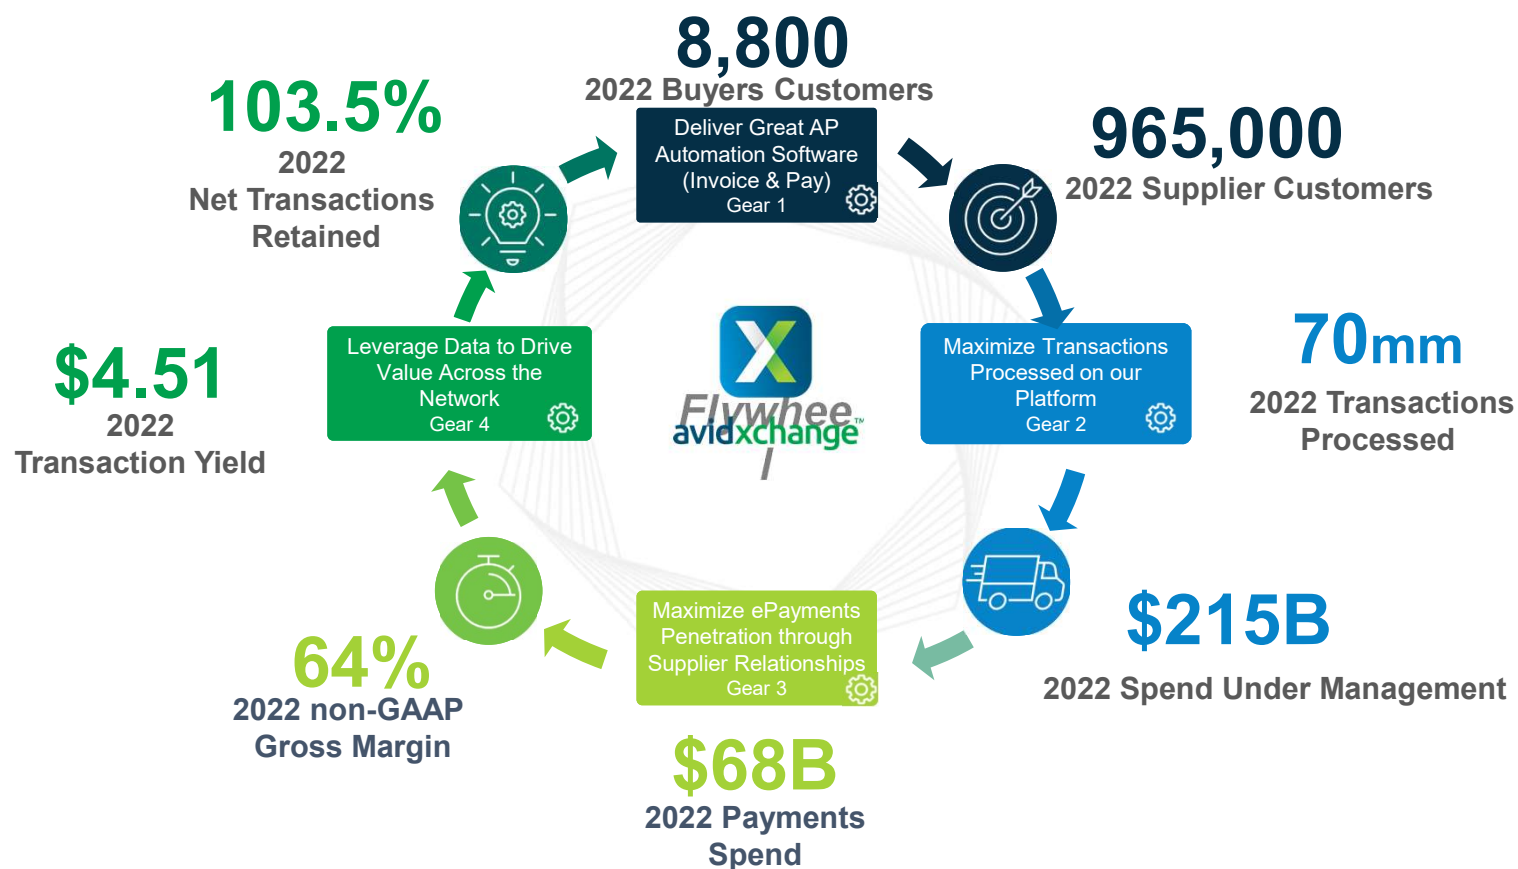 8,800
2022 Buyers Customers
Deliver Great AP
Automation Software
(Invoice & Pay)
Gear 1
965,000
2022 Supplier Customers
Maximize Transactions
Processed on our
Platform
Gear 2
70mm
2022 Transactions
Processed
$215B
2022 Spend Under Management
Maximize ePayments
Penetration through
Supplier Relationships
Gear 3
$68B
2022 Payments
Spend
64%
2022 non-GAAP
Gross Margin
Leverage Data to Drive
Value Across the
Network
Gear 4
$4.51
2022
Transaction Yield
103.5%
2022
Net Transactions
Retained
X
Flywhee
avidxchange™
l